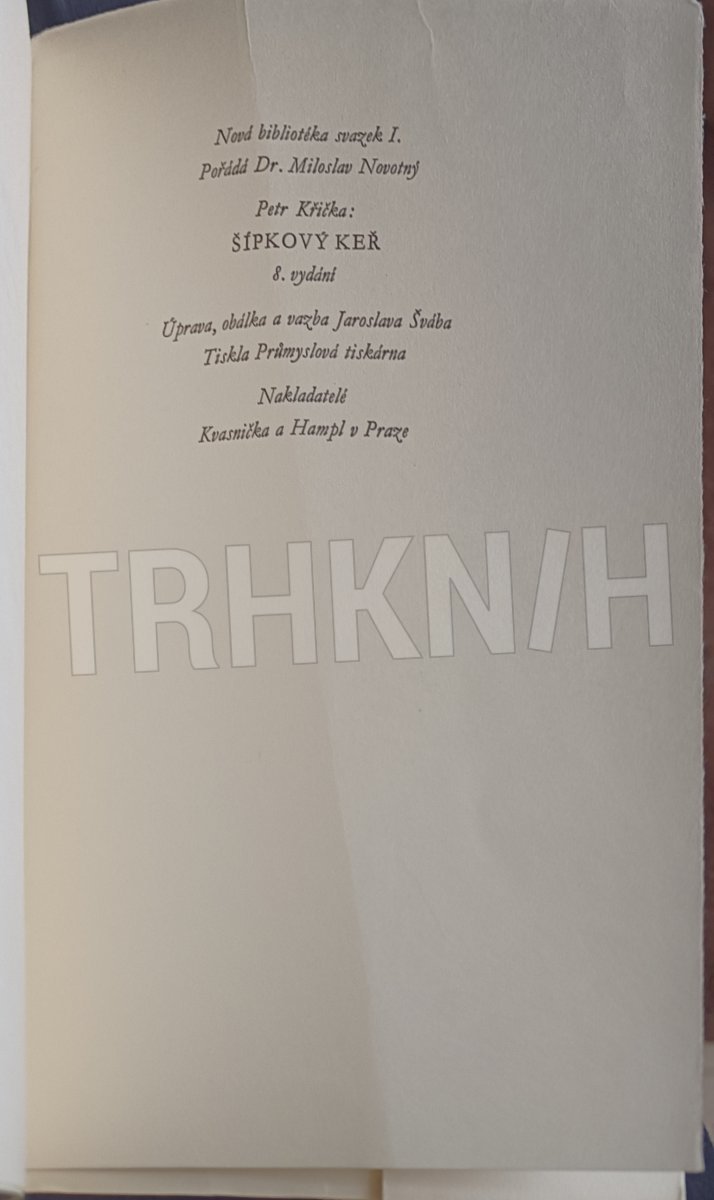 Nová bibliotéka svazek I.
Pořádá Dr. Miloslav Novotný
Petr Křička:
ŠÍPKOVÝ KEŘ
8. vydání
Úprava, obálka a vazba Jaroslava Švába
Tiskla Průmyslová tiskárna
Nakladatelé
Kvasnička a Hampl v Praze
TRHKNIH